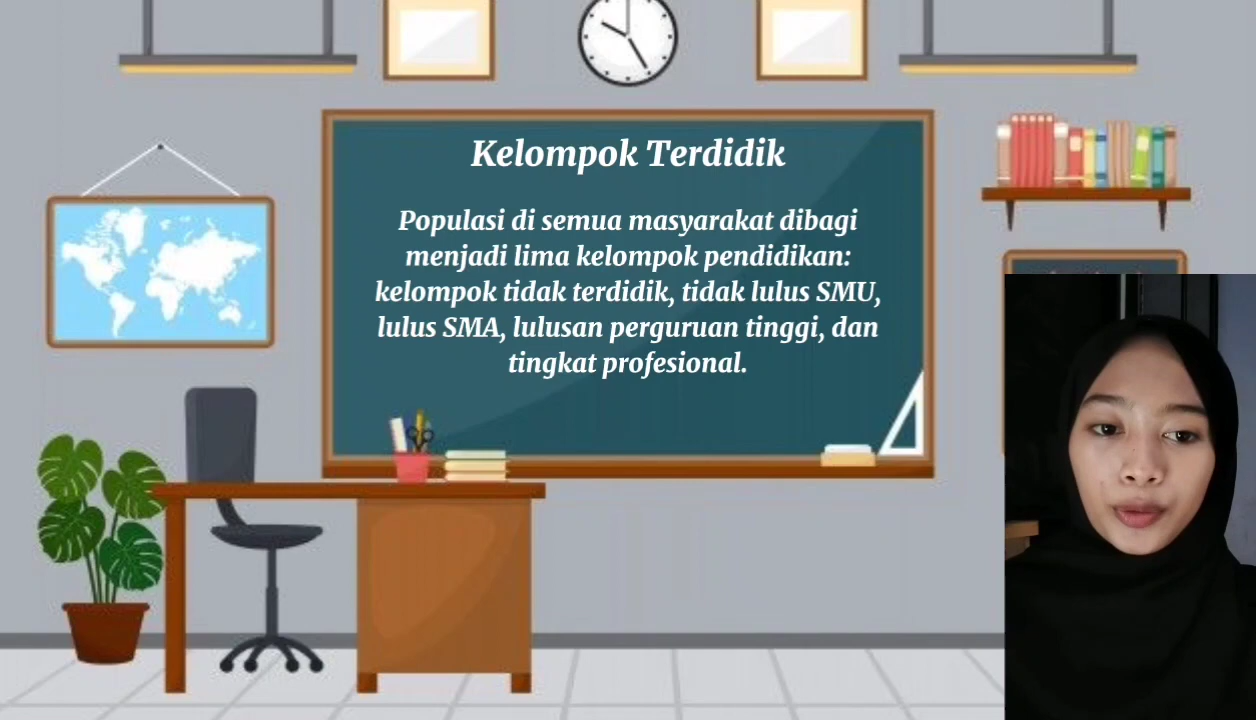 Kelompok Terdidik
Populasi di semua masyarakat dibagi
menjadi lima kelompok pendidikan:
kelompok tidak terdidik, tidak lulus SMU,
lulus SMA, lulusan perguruan tinggi, dan
tingkat profesional.